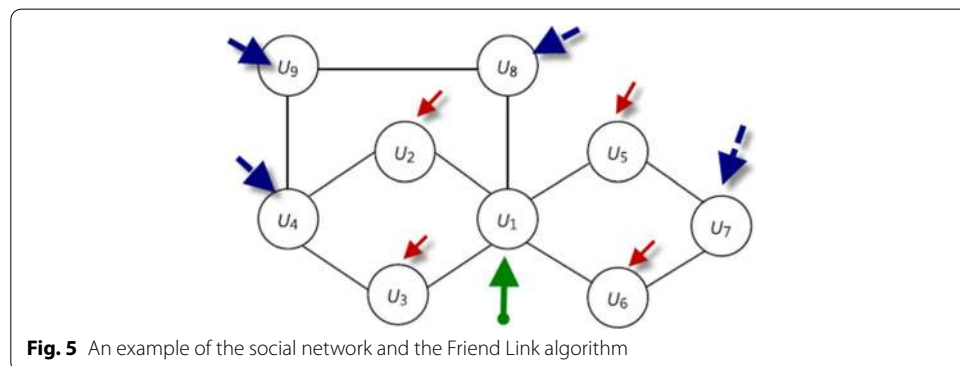 U9
U8
U2
U5
U4
U1
U7
U3
U6
Fig. 5 An example of the social network and the Friend Link algorithm